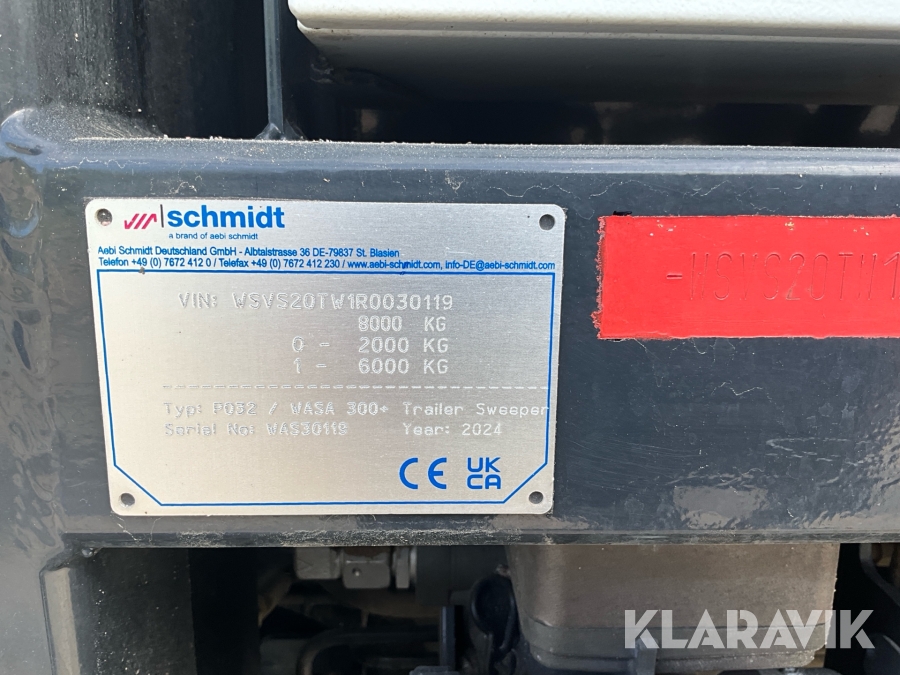 schmidt
a brand of aebi schmidt
Aebi Schmidt Deutschland GmbH - Albtalstrasse 36 DE-79837 St. Blasien
Telefon +49 (0) 7672 412 0 / Telefax +49 (0) 7672 412 230 / www.aebi-schmidt.com, info-DE@aebi-schmidt.com
VIN: WSVS20TW1R0030119
8000 KG
0 - 2000 KG
1 - 6000 KG
Typ: P032 / WASA 300+ Trailer Sweeper
Serial No: WAS30119 Year: 2024
CE UK CA
-WSVS20TW1
KLARAVIK